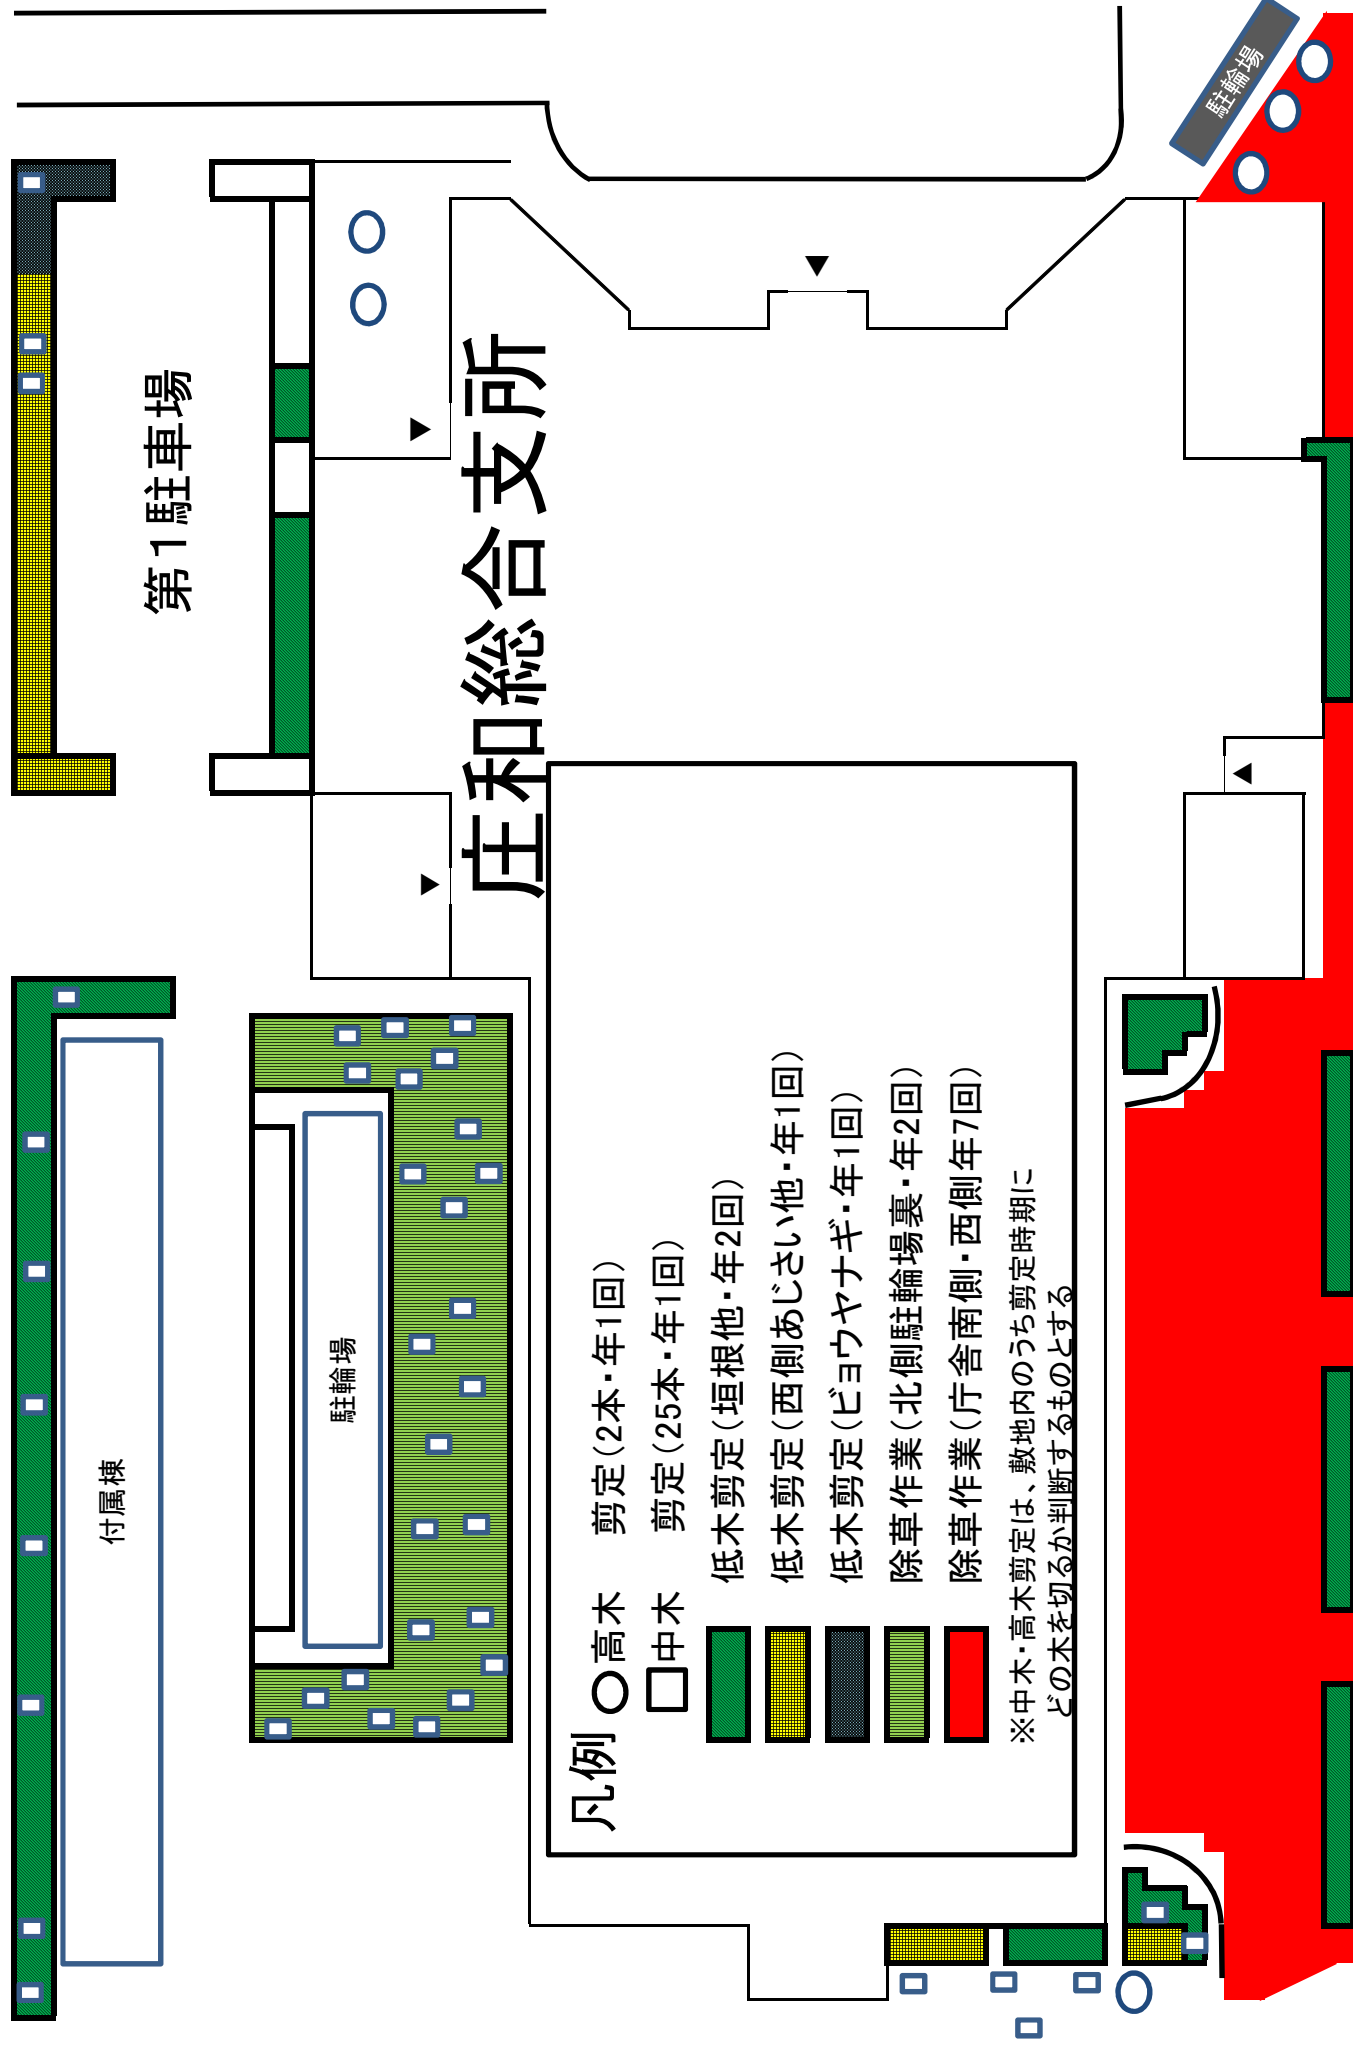 駐輪場
第1駐車場
庄和総合支所
付属棟
駐輪場
凡例
高木 剪定(2本・年1回)
中木 剪定(25本・年1回)
低木剪定(垣根他・年2回)
低木剪定(西側あじさい他・年1回)
低木剪定(ビョウヤナギ・年1回)
除草作業(北側駐輪場裏・年2回)
除草作業(庁舎南側・西側年7回)
※中木・高木剪定は、敷地内のうち剪定時期に
どの木を切るか判断するものとする